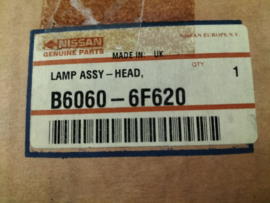 NISSAN
GENUINE PARTS
MADE IN: UK
NISSAN EUROPE N.V.
LAMP ASSY-HEAD,
QTY
1
B6060-6F620